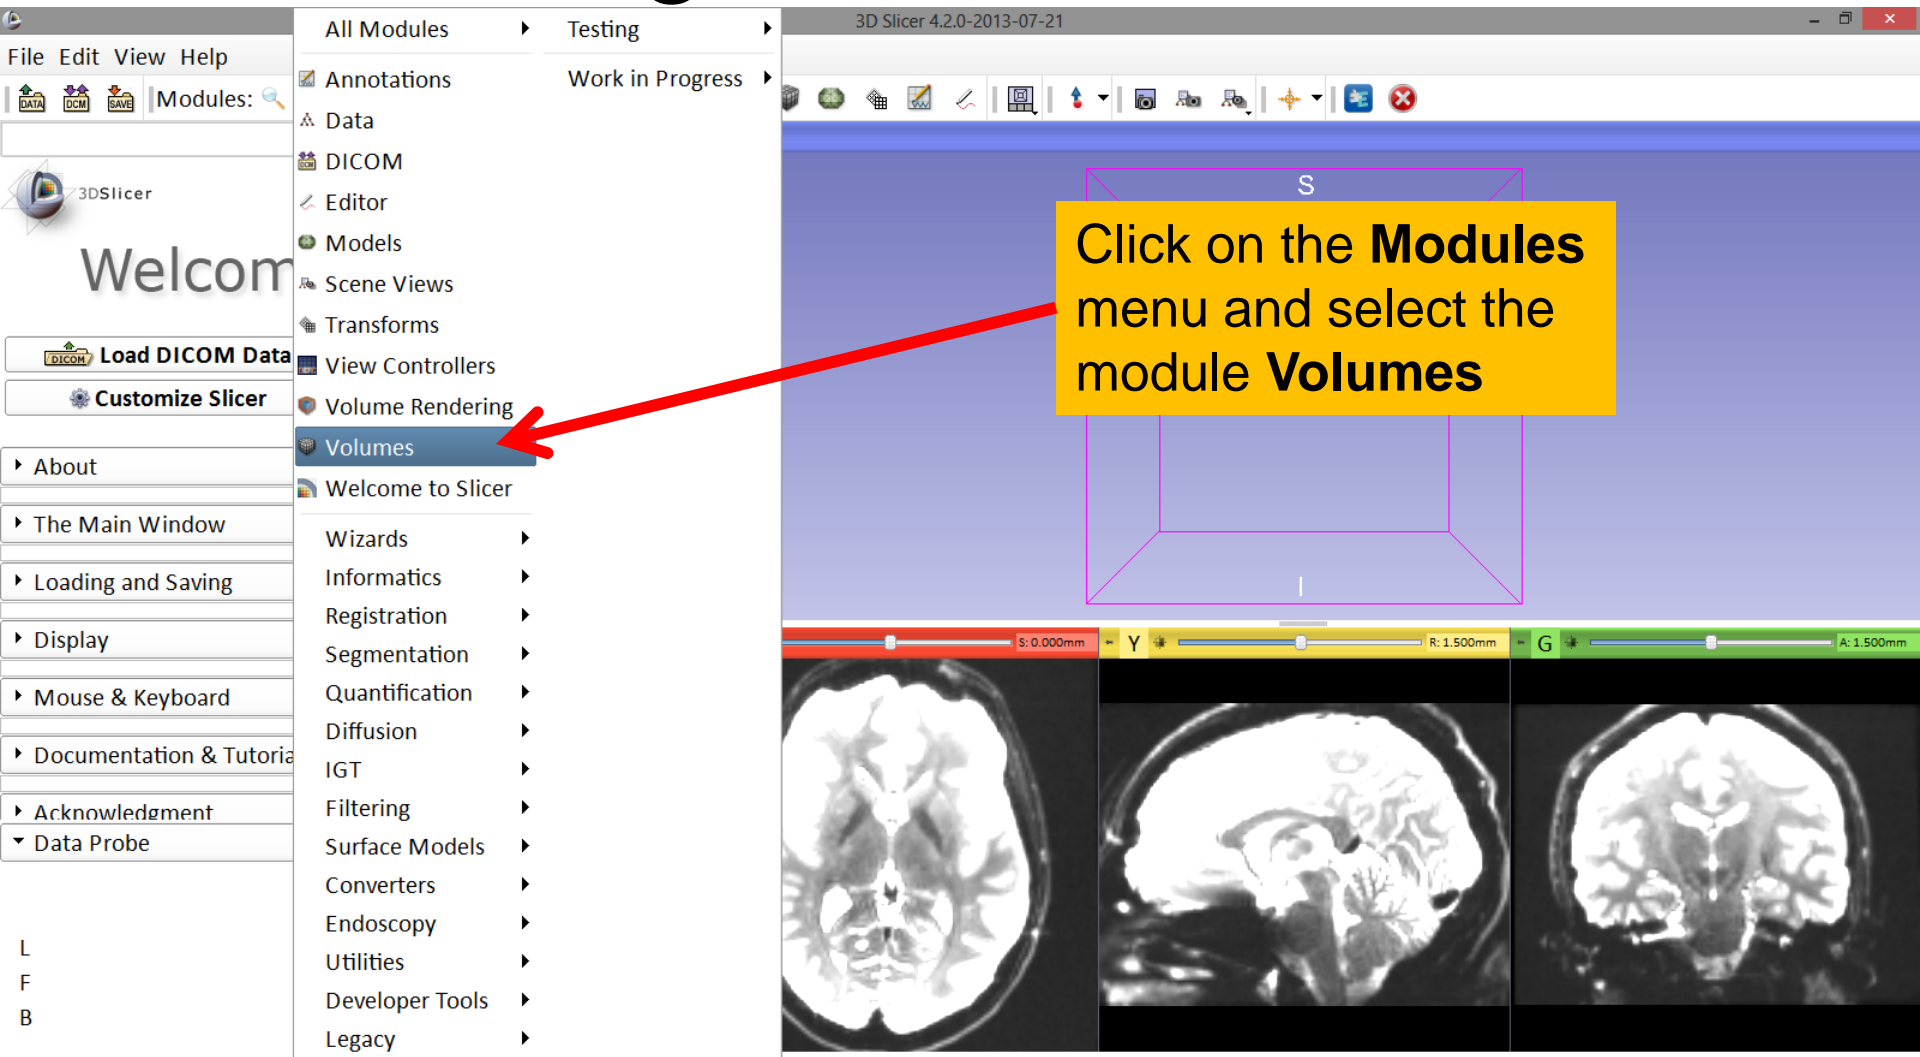 3D Slicer 4.2.0-2013-07-21
File Edit View Help
DATA DCM SAVE Modules:
3DSlicer
Welcom
DICOM Load DICOM Data
Customize Slicer
About
The Main Window
Loading and Saving
Display
Mouse & Keyboard
Documentation & Tutoria
Acknowledgment
Data Probe
L
F
B
All Modules
Annotations
Data
DCM DICOM
Editor
Models
Scene Views
Transforms
View Controllers
Volume Rendering
Volumes
Welcome to Slicer
Wizards
Informatics
Registration
Segmentation
Quantification
Diffusion
IGT
Filtering
Surface Models
Converters
Endoscopy
Utilities
Developer Tools
Legacy
Testing
Work in Progress
S
Click on the Modules
menu and select the
module Volumes
I
S: 0.000mm
Y R: 1.500mm
G A: 1.500mm